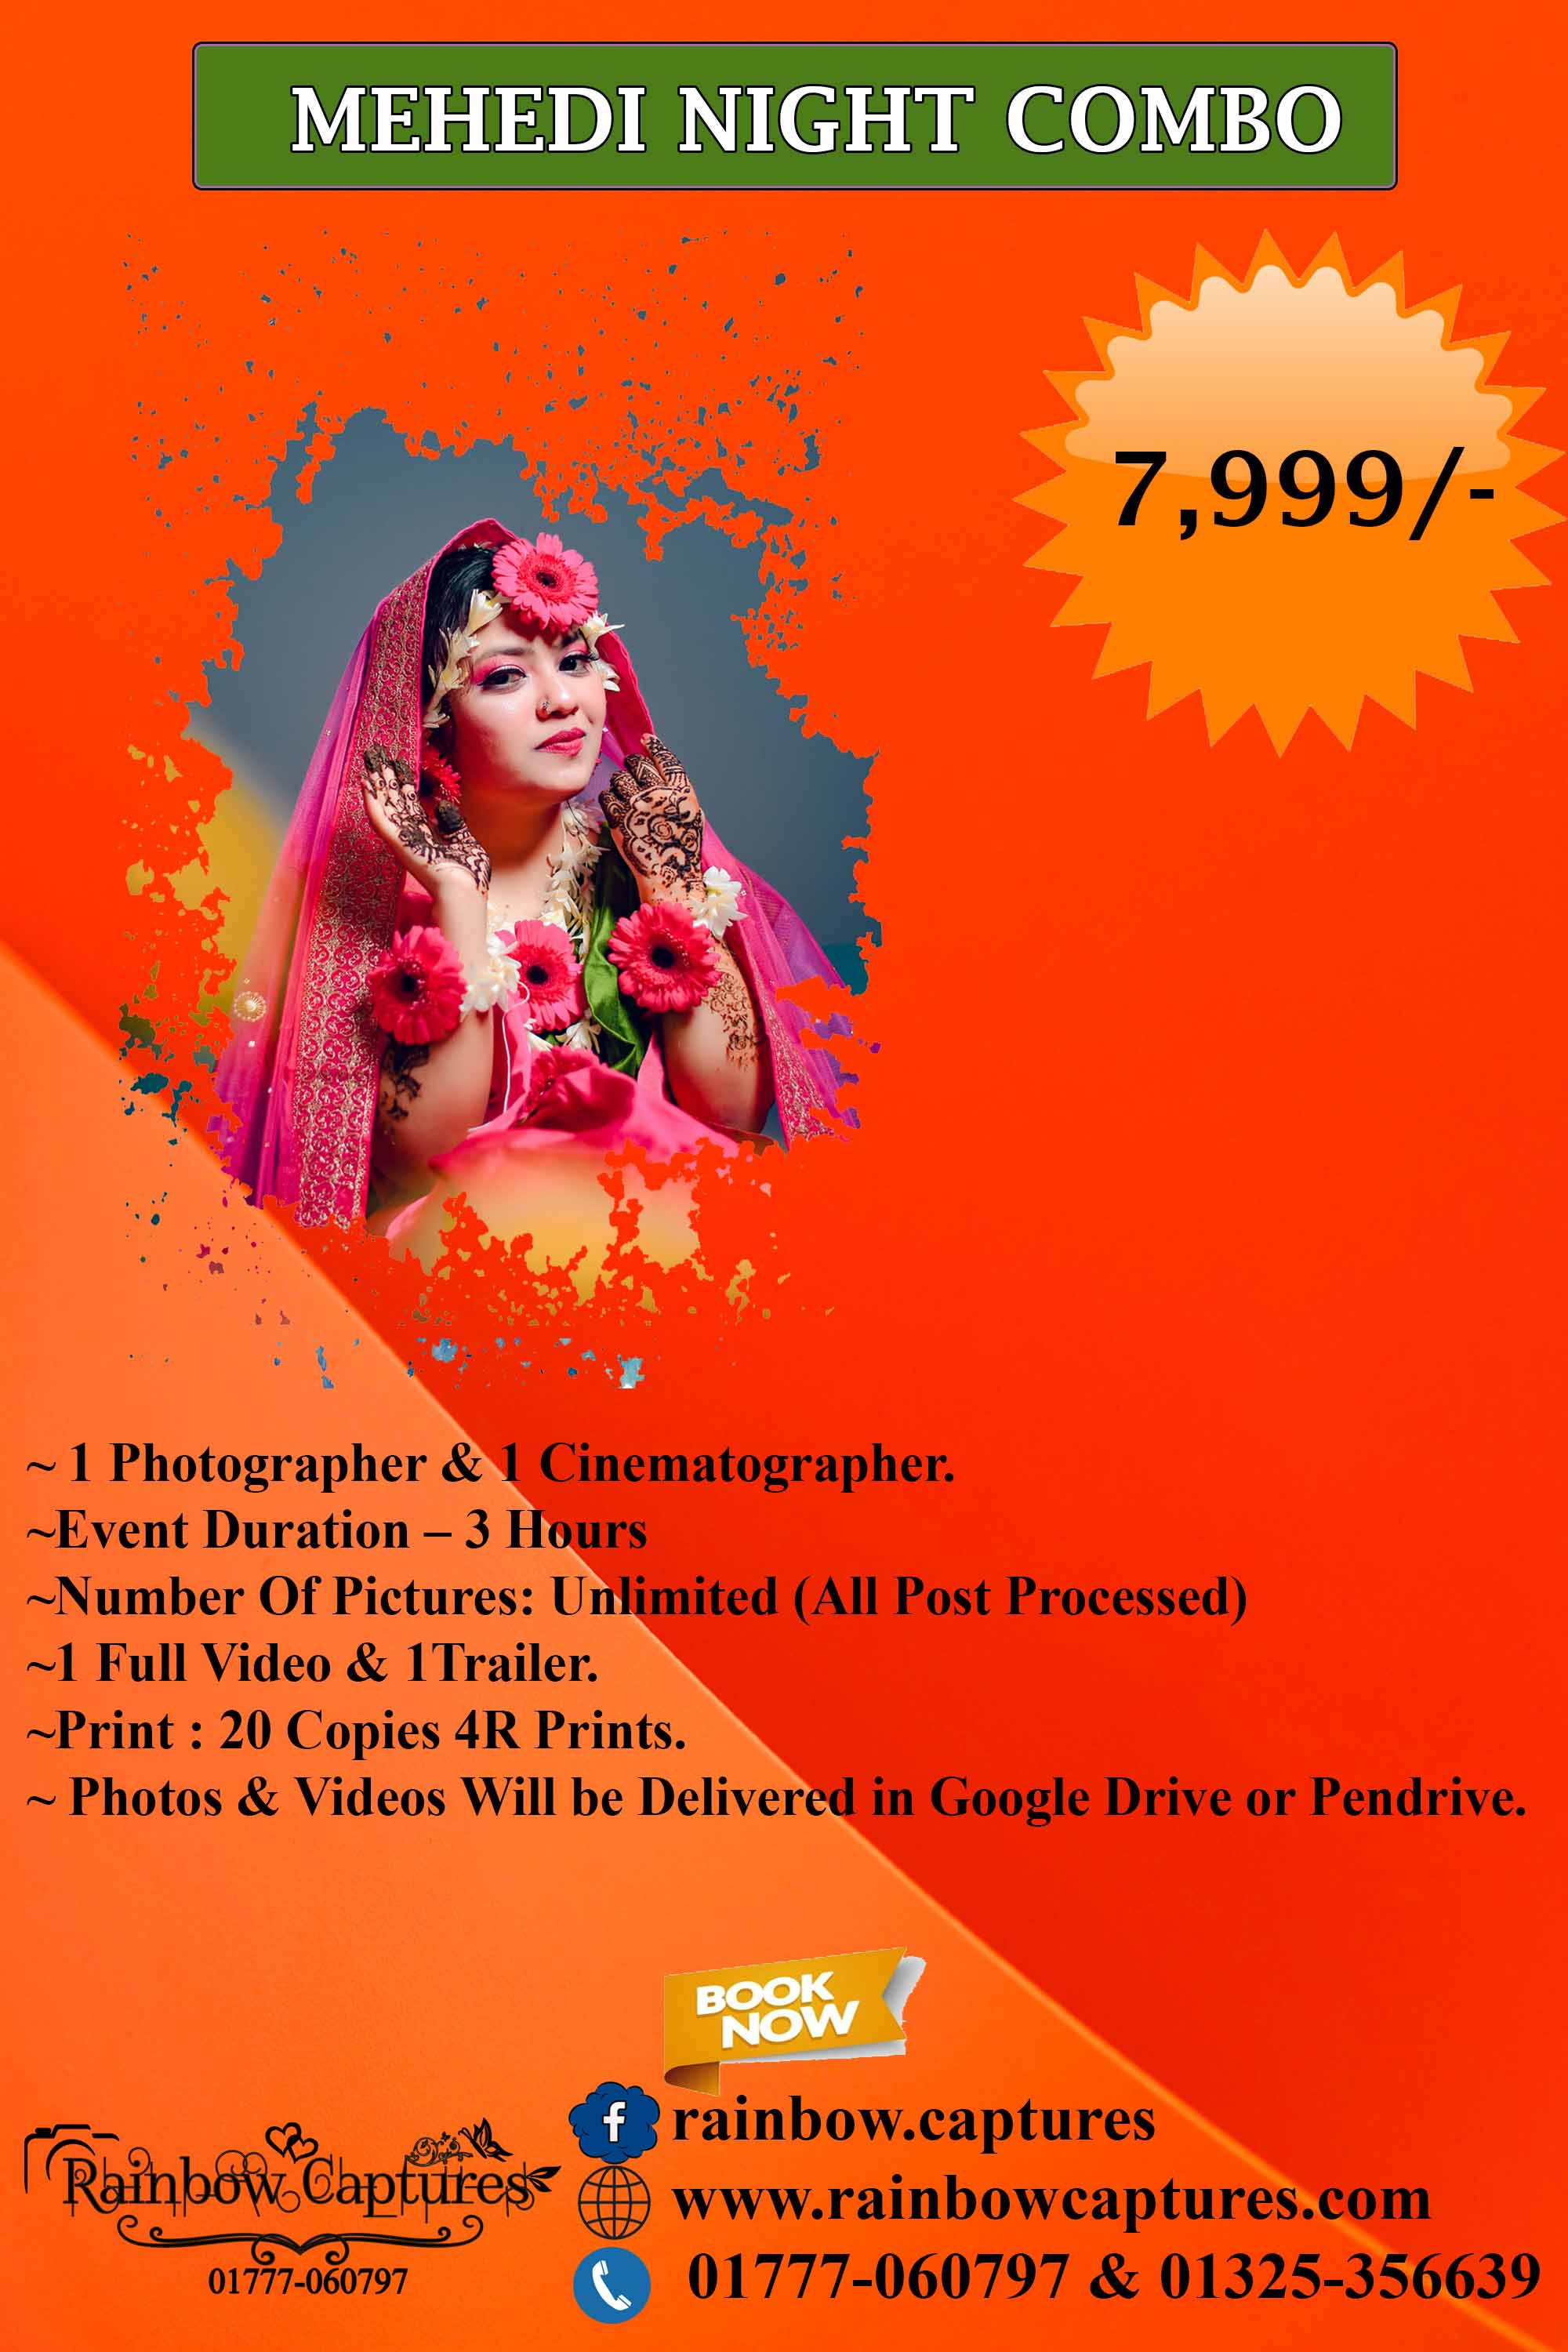 MEHEDI NIGHT COMBO
7,999/-
~ 1 Photographer & 1 Cinematographer.
~Event Duration – 3 Hours
~Number Of Pictures: Unlimited (All Post Processed)
~1 Full Video & 1Trailer.
~Print : 20 Copies 4R Prints.
~ Photos & Videos Will be Delivered in Google Drive or Pendrive.
BOOK
NOW
f rainbow.captures
www.rainbowcaptures.com
01777-060797 & 01325-356639
Rainbow Captures
01777-060797